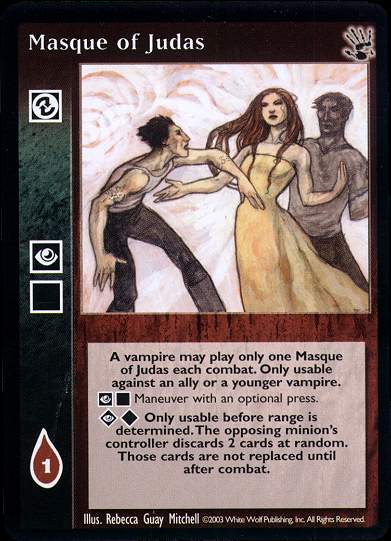 Masque of Judas
A vampire may play only one Masque
of Judas each combat. Only usable
against an ally or a younger vampire.
Maneuver with an optional press.
Only usable before range is
determined. The opposing minion's
controller discards 2 cards at random.
Those cards are not replaced until
after combat.
1
Illus. Rebecca Guay Mitchell ©2003 White Wolf Publishing, Inc. All Rights Reserved.